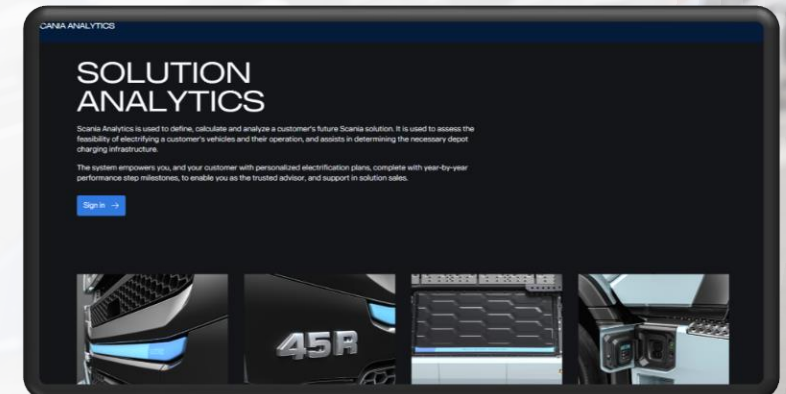 CANIA ANALYTICS
SOLUTION
ANALYTICS
Scania Analytics is used to define, calculate and analyze a customer's future Scania solution. It is used to assess the
feasibility of electrifying a customer's vehicles and their operation, and assists in determining the necessary depot
charging infrastructure.
The system empowers you, and your customer with personalized electrification plans, complete with year-by-year
performance step milestones, to enable you as the trusted advisor, and support in solution sales.
Sign in →
45R